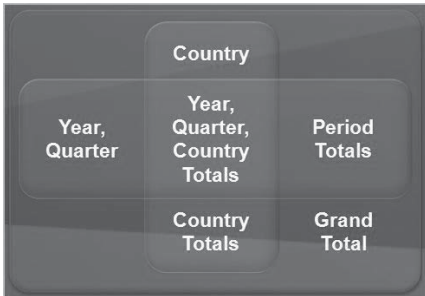 Country
Year,
Quarter
Year,
Quarter,
Country
Totals
Period
Totals
Country
Totals
Grand
Total